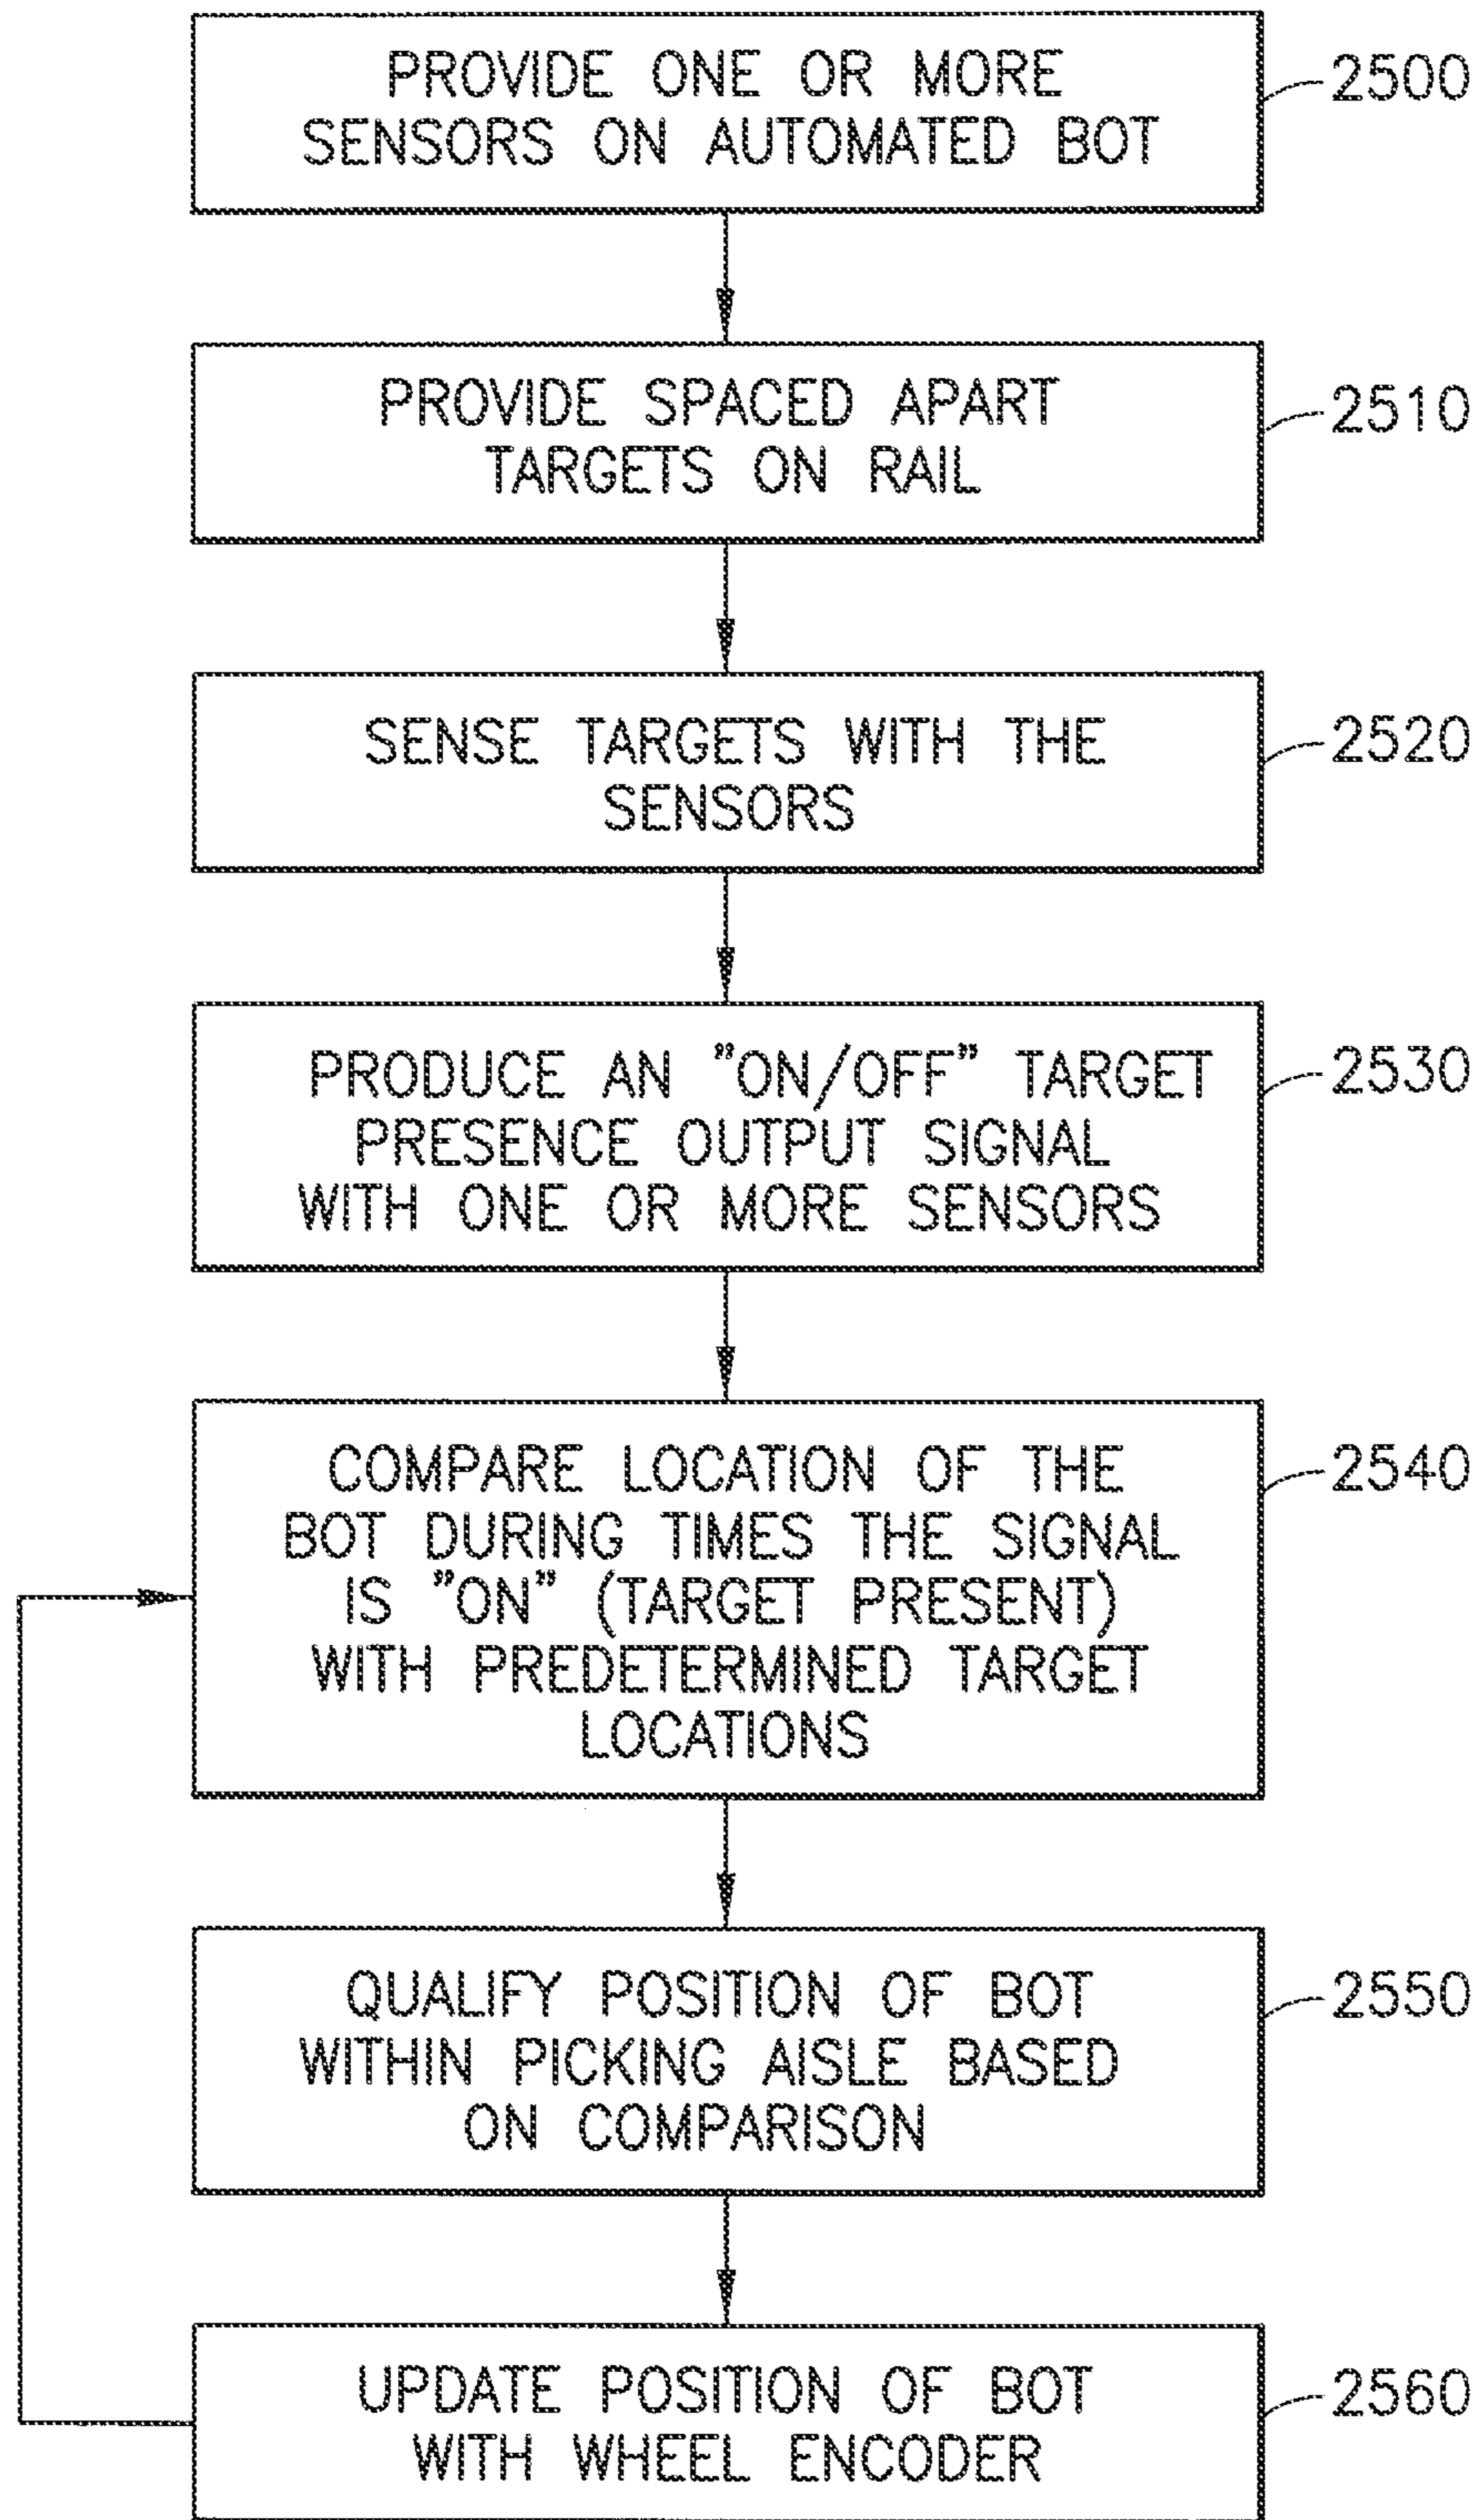 PROVIDE ONE OR MORE
SENSORS ON AUTOMATED BOT
2500
PROVIDE SPACED APART
TARGETS ON RAIL
2510
SENSE TARGETS WITH THE
SENSORS
2520
PRODUCE AN "ON/OFF" TARGET
PRESENCE OUTPUT SIGNAL
WITH ONE OR MORE SENSORS
2530
COMPARE LOCATION OF THE
BOT DURING TIMES THE SIGNAL
IS "ON" (TARGET PRESENT)
WITH PREDETERMINED TARGET
LOCATIONS
2540
QUALIFY POSITION OF BOT
WITHIN PICKING AISLE BASED
ON COMPARISON
2550
UPDATE POSITION OF BOT
WITH WHEEL ENCODER
2560